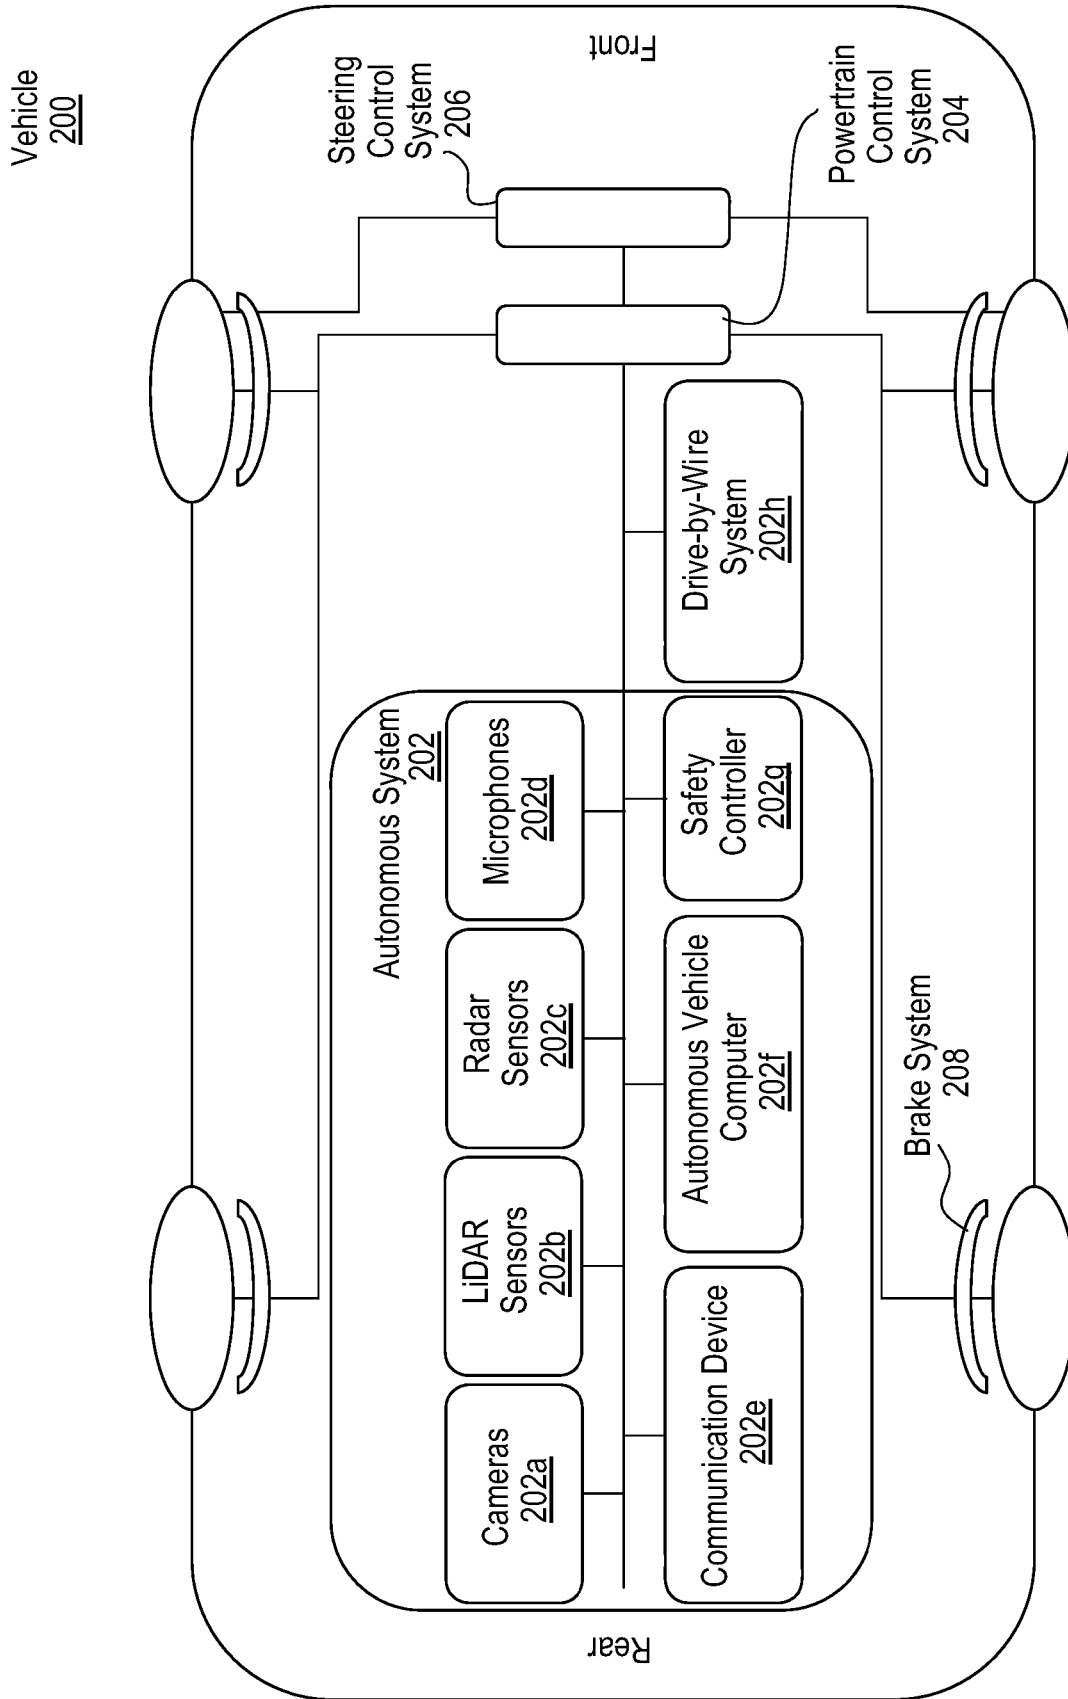 Vehicle
200
Steering
Control
System
206
Front
Powertrain
Control
System
204
Autonomous System
202
Cameras
202a
LiDAR
Sensors
202b
Radar
Sensors
202c
Microphones
202d
Communication Device
202e
Autonomous Vehicle
Computer
202f
Safety
Controller
202g
Drive-by-Wire
System
202h
Rear
Brake System
208